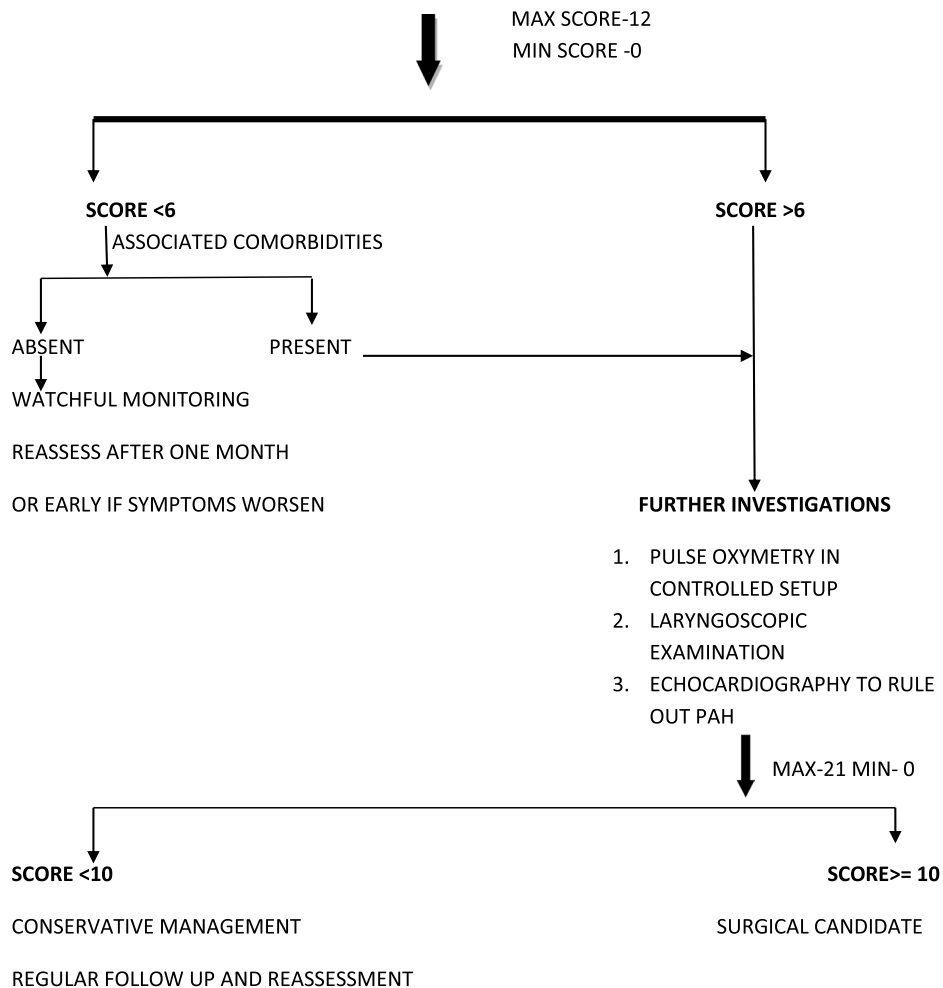 MAX SCORE-12
MIN SCORE -0
SCORE <6
SCORE >6
ASSOCIATED COMORBIDITIES
ABSENT
PRESENT
WATCHFUL MONITORING
REASSESS AFTER ONE MONTH
OR EARLY IF SYMPTOMS WORSEN
FURTHER INVESTIGATIONS
1. PULSE OXYMETRY IN
CONTROLLED SETUP
2. LARYNGOSCOPIC
EXAMINATION
3. ECHOCARDIOGRAPHY TO RULE
OUT PAH
MAX-21 MIN- 0
SCORE <10
SCORE>= 10
CONSERVATIVE MANAGEMENT
SURGICAL CANDIDATE
REGULAR FOLLOW UP AND REASSESSMENT